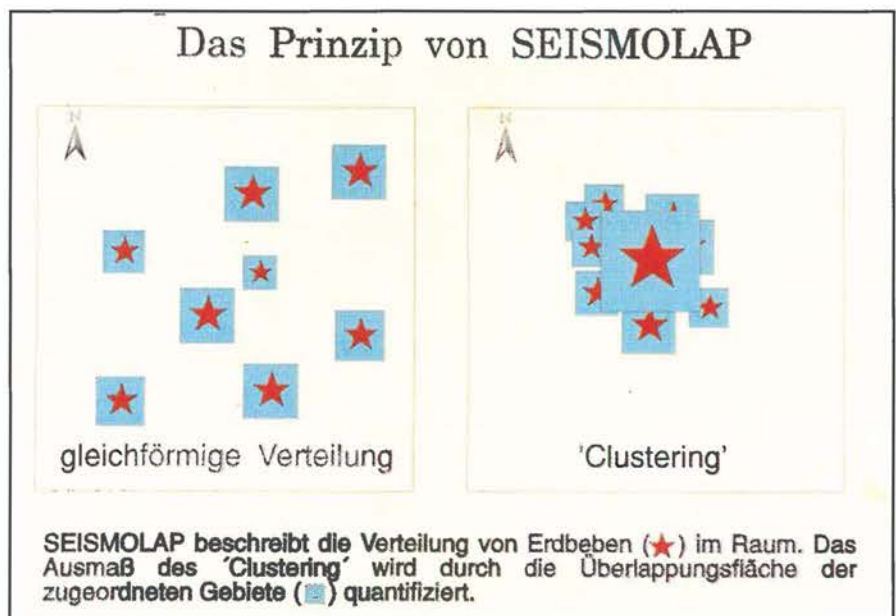 Das Prinzip von SEISMOLAP
N
N
gleichförmige Verteilung
'Clustering'
SEISMOLAP beschreibt die Verteilung von Erdbeben (★) im Raum. Das
Ausmaß des 'Clustering' wird durch die Überlappungsfläche der
zugeordneten Gebiete (■) quantifiziert.